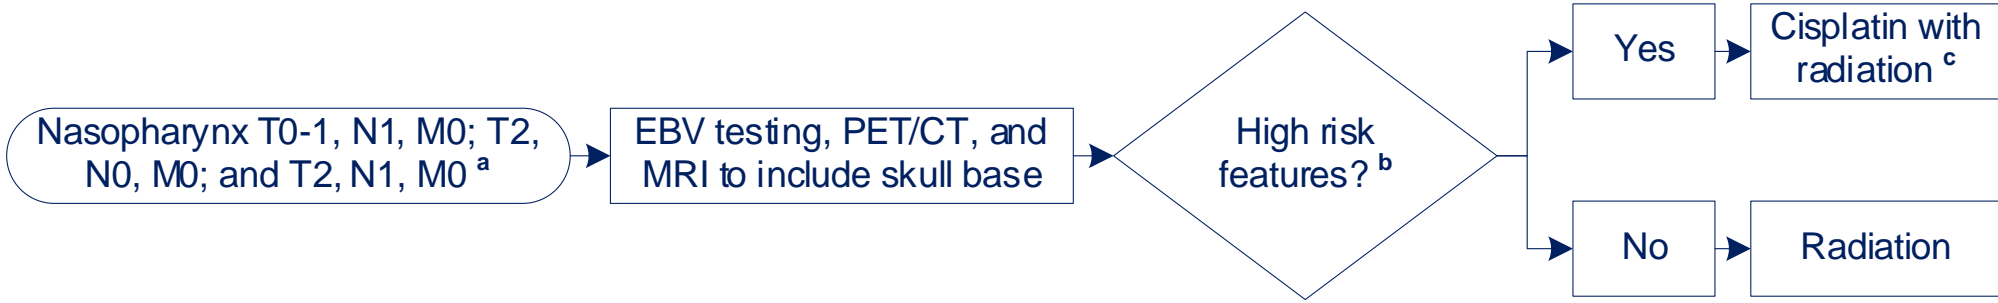 Nasopharynx T0-1, N1, M0; T2,
N0, M0; and T2, N1, M0 a
EBV testing, PET/CT, and
MRI to include skull base
High risk
features? b
Yes
Cisplatin with
radiation c
No
Radiation